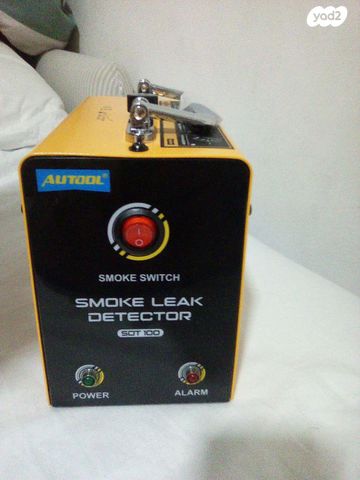 yad2
AUTOOL®
SMOKE SWITCH
SMOKE LEAK
DETECTOR
SDT 100
POWER
ALARM